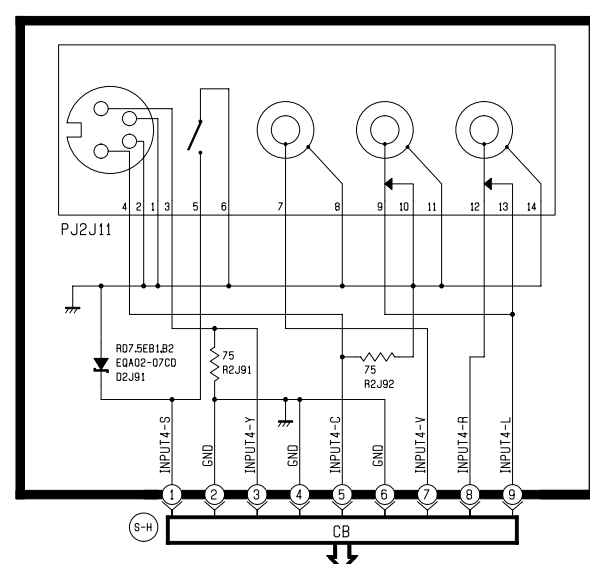 4 2 1 3 5 6 7 8 9 10 11 12 13 14
PJ2J11
RD7.5EB1,B2
EQA02-07CD
D2J91
75
R2J91
75
R2J92
INPUT4-S
GND
INPUT4-Y
GND
INPUT4-C
GND
INPUT4-V
INPUT4-R
INPUT4-L
1 2 3 4 5 6 7 8 9
S-H
CB